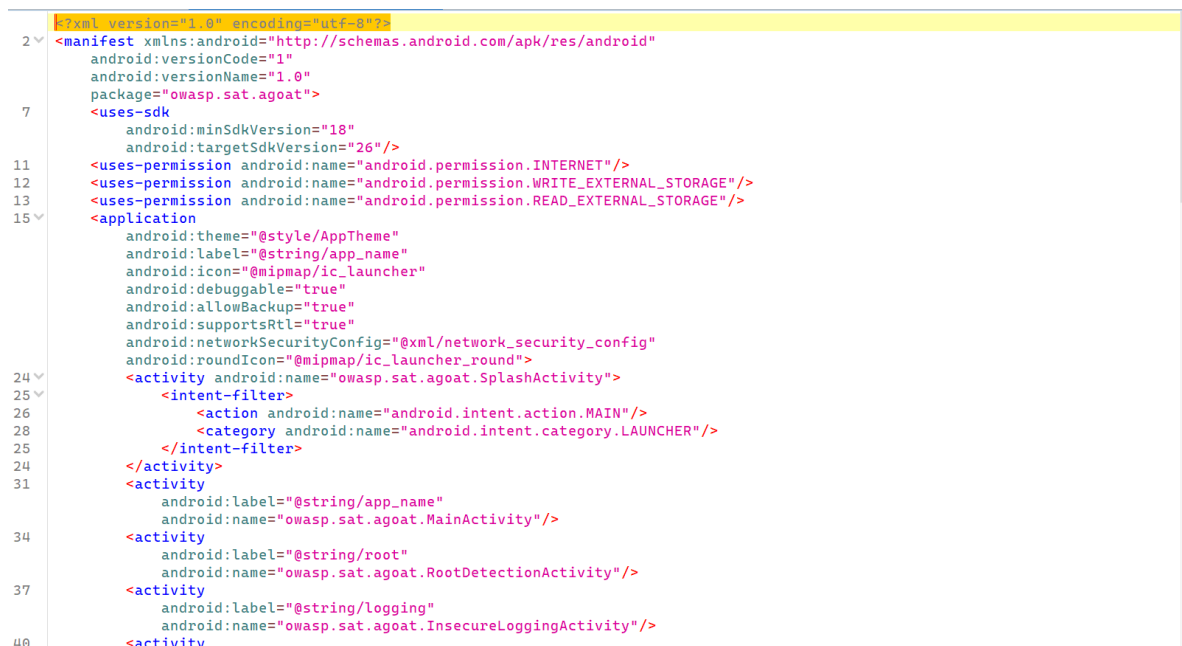 <?xml version="1.0" encoding="utf-8"?>
2 <manifest xmlns:android="http://schemas.android.com/apk/res/android"
android:versionCode="1"
android:versionName="1.0"
package="owasp.sat.agoat">
7 <uses-sdk
android:minSdkVersion="18"
android:targetSdkVersion="26"/>
11 <uses-permission android:name="android.permission.INTERNET"/>
12 <uses-permission android:name="android.permission.WRITE_EXTERNAL_STORAGE"/>
13 <uses-permission android:name="android.permission.READ_EXTERNAL_STORAGE"/>
15 <application
android:theme="@style/AppTheme"
android:label="@string/app_name"
android:icon="@mipmap/ic_launcher"
android:debuggable="true"
android:allowBackup="true"
android:supportsRtl="true"
android:networkSecurityConfig="@xml/network_security_config"
android:roundIcon="@mipmap/ic_launcher_round">
24 <activity android:name="owasp.sat.agoat.SplashActivity">
25 <intent-filter>
26 <action android:name="android.intent.action.MAIN"/>
28 <category android:name="android.intent.category.LAUNCHER"/>
25 </intent-filter>
24 </activity>
31 <activity
android:label="@string/app_name"
android:name="owasp.sat.agoat.MainActivity"/>
34 <activity
android:label="@string/root"
android:name="owasp.sat.agoat.RootDetectionActivity"/>
37 <activity
android:label="@string/logging"
android:name="owasp.sat.agoat.InsecureLoggingActivity"/>
40 <activity